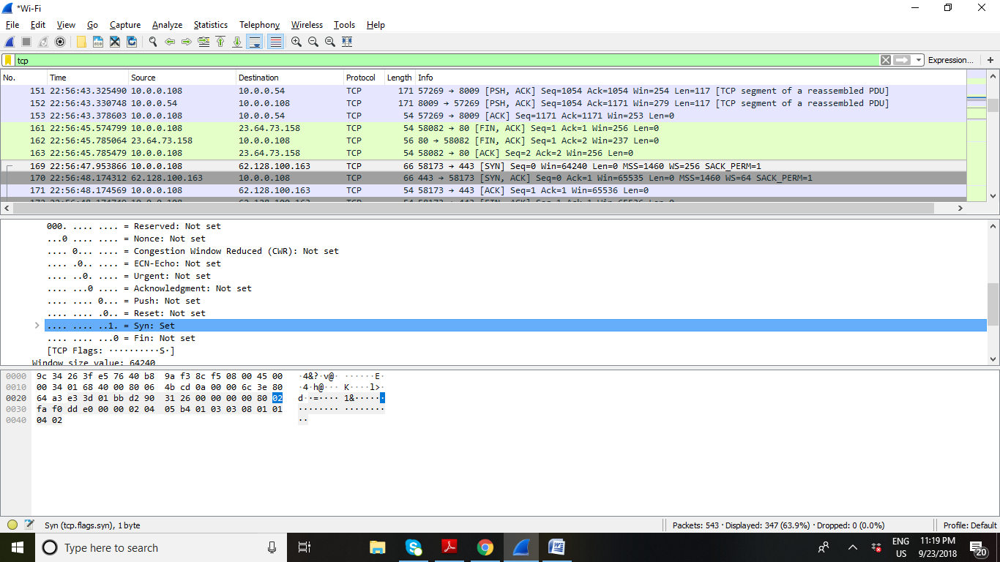 *Wi-Fi
File Edit View Go Capture Analyze Statistics Telephony Wireless Tools Help
tcp Expression... +
No. Time Source Destination Protocol Length Info
151 22:56:43.325490 10.0.0.108 10.0.0.54 TCP 171 57269 → 8009 [PSH, ACK] Seq=1054 Ack=1054 Win=254 Len=117 [TCP segment of a reassembled PDU]
152 22:56:43.330748 10.0.0.54 10.0.0.108 TCP 171 8009 → 57269 [PSH, ACK] Seq=1054 Ack=1171 Win=279 Len=117 [TCP segment of a reassembled PDU]
153 22:56:43.378603 10.0.0.108 10.0.0.54 TCP 54 57269 → 8009 [ACK] Seq=1171 Ack=1171 Win=253 Len=0
161 22:56:45.574799 10.0.0.108 23.64.73.158 TCP 54 58082 → 80 [FIN, ACK] Seq=1 Ack=1 Win=256 Len=0
162 22:56:45.785064 23.64.73.158 10.0.0.108 TCP 56 80 → 58082 [FIN, ACK] Seq=1 Ack=2 Win=237 Len=0
163 22:56:45.785479 10.0.0.108 23.64.73.158 TCP 54 58082 → 80 [ACK] Seq=2 Ack=2 Win=256 Len=0
169 22:56:47.953866 10.0.0.108 62.128.100.163 TCP 66 58173 → 443 [SYN] Seq=0 Win=64240 Len=0 MSS=1460 WS=256 SACK_PERM=1
170 22:56:48.174312 62.128.100.163 10.0.0.108 TCP 66 443 → 58173 [SYN, ACK] Seq=0 Ack=1 Win=65535 Len=0 MSS=1460 WS=64 SACK_PERM=1
171 22:56:48.174569 10.0.0.108 62.128.100.163 TCP 54 58173 → 443 [ACK] Seq=1 Ack=1 Win=65536 Len=0
000. .... .... = Reserved: Not set
...0 .... .... = Nonce: Not set
.... 0... .... = Congestion Window Reduced (CWR): Not set
.... .0.. .... = ECN-Echo: Not set
.... ..0. .... = Urgent: Not set
.... ...0 .... = Acknowledgment: Not set
.... .... 0... = Push: Not set
.... .... .0.. = Reset: Not set
.... .... ..1. = Syn: Set
.... .... ...0 = Fin: Not set
[TCP Flags: ··········S·]
Window size value: 64240
0000 9c 34 26 3f e5 76 40 b8 9a f3 8c f5 08 00 45 00 ·4&?·v@· ······E·
0010 00 34 01 68 40 00 80 06 4b cd 0a 00 00 6c 3e 80 ·4·h@··· K····l>·
0020 64 a3 e3 3d 01 bb d2 90 31 26 00 00 00 00 80 02 d··=···· 1&······
0030 fa f0 dd e0 00 00 02 04 05 b4 01 03 03 08 01 01 ········ ········
0040 04 02 ··
Syn (tcp.flags.syn), 1 byte Packets: 543 · Displayed: 347 (63.9%) · Dropped: 0 (0.0%) Profile: Default
Type here to search ENG 11:19 PM
US 9/23/2018 20